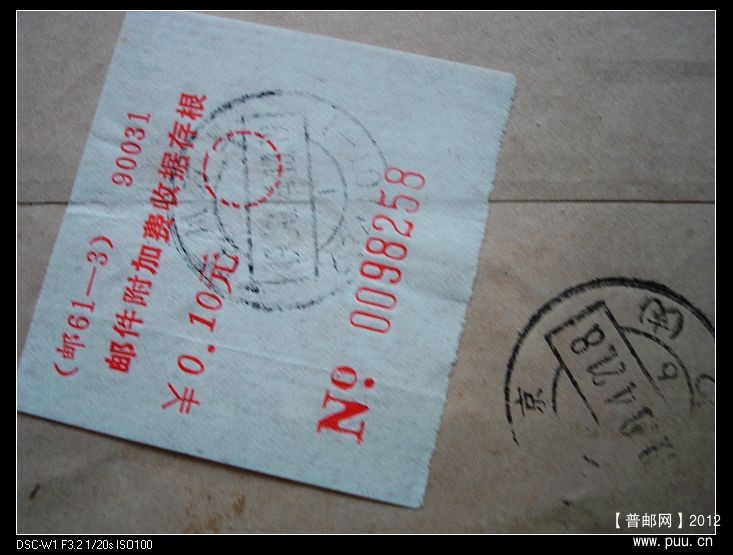 (邮61—3) 90031
邮件附加费收据存根
￥0.10元
No: 0098258
京
DSC-W1 F3.2 1/20s ISO100
【普邮网】2012
www.puu.cn